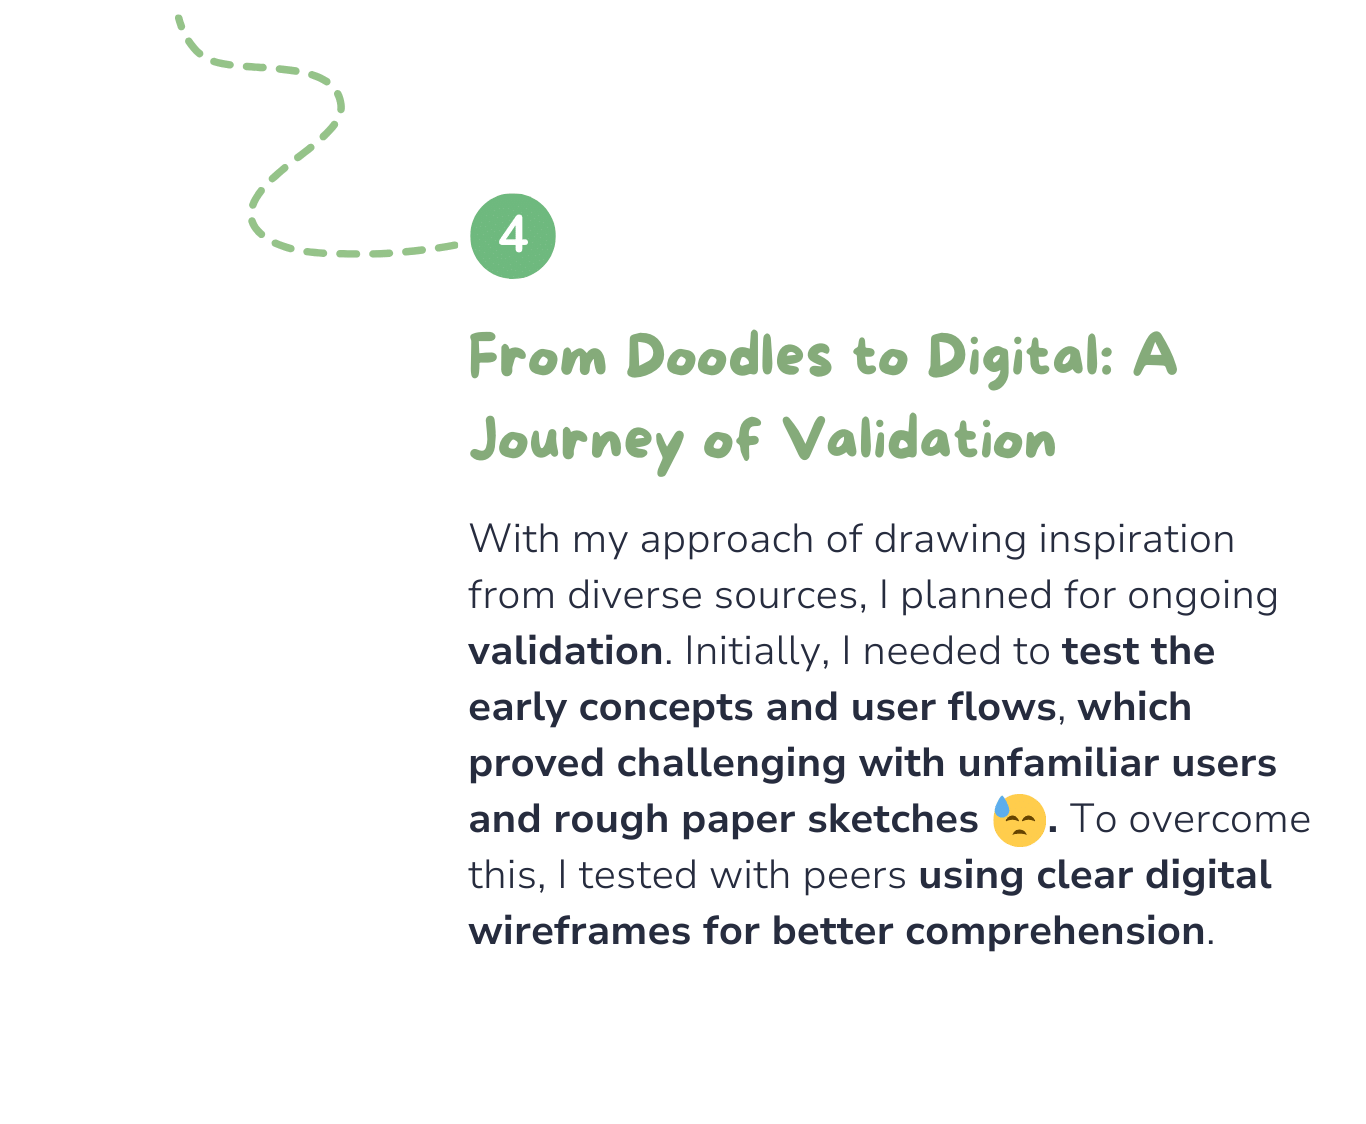 4
From Doodles to Digital: A
Journey of Validation
With my approach of drawing inspiration
from diverse sources, I planned for ongoing
validation. Initially, I needed to test the
early concepts and user flows, which
proved challenging with unfamiliar users
and rough paper sketches 😓. To overcome
this, I tested with peers using clear digital
wireframes for better comprehension.